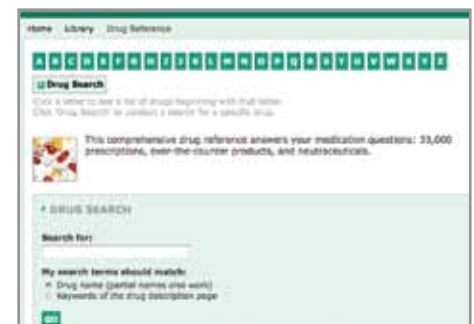 Home Library Drug Reference
A B C D E F G H I J K L M N O P Q R S T U V W X Y Z
Drug Search
Click a letter to see a list of drugs beginning with that letter.
Click 'Drug Search' to conduct a search for a specific drug.
This comprehensive drug reference answers your medication questions: 33,000
prescriptions, over-the-counter products, and neutraceuticals.
DRUG SEARCH
Search for:
My search terms should match:
Drug name (partial names also work)
Keywords of the drug description page
GO